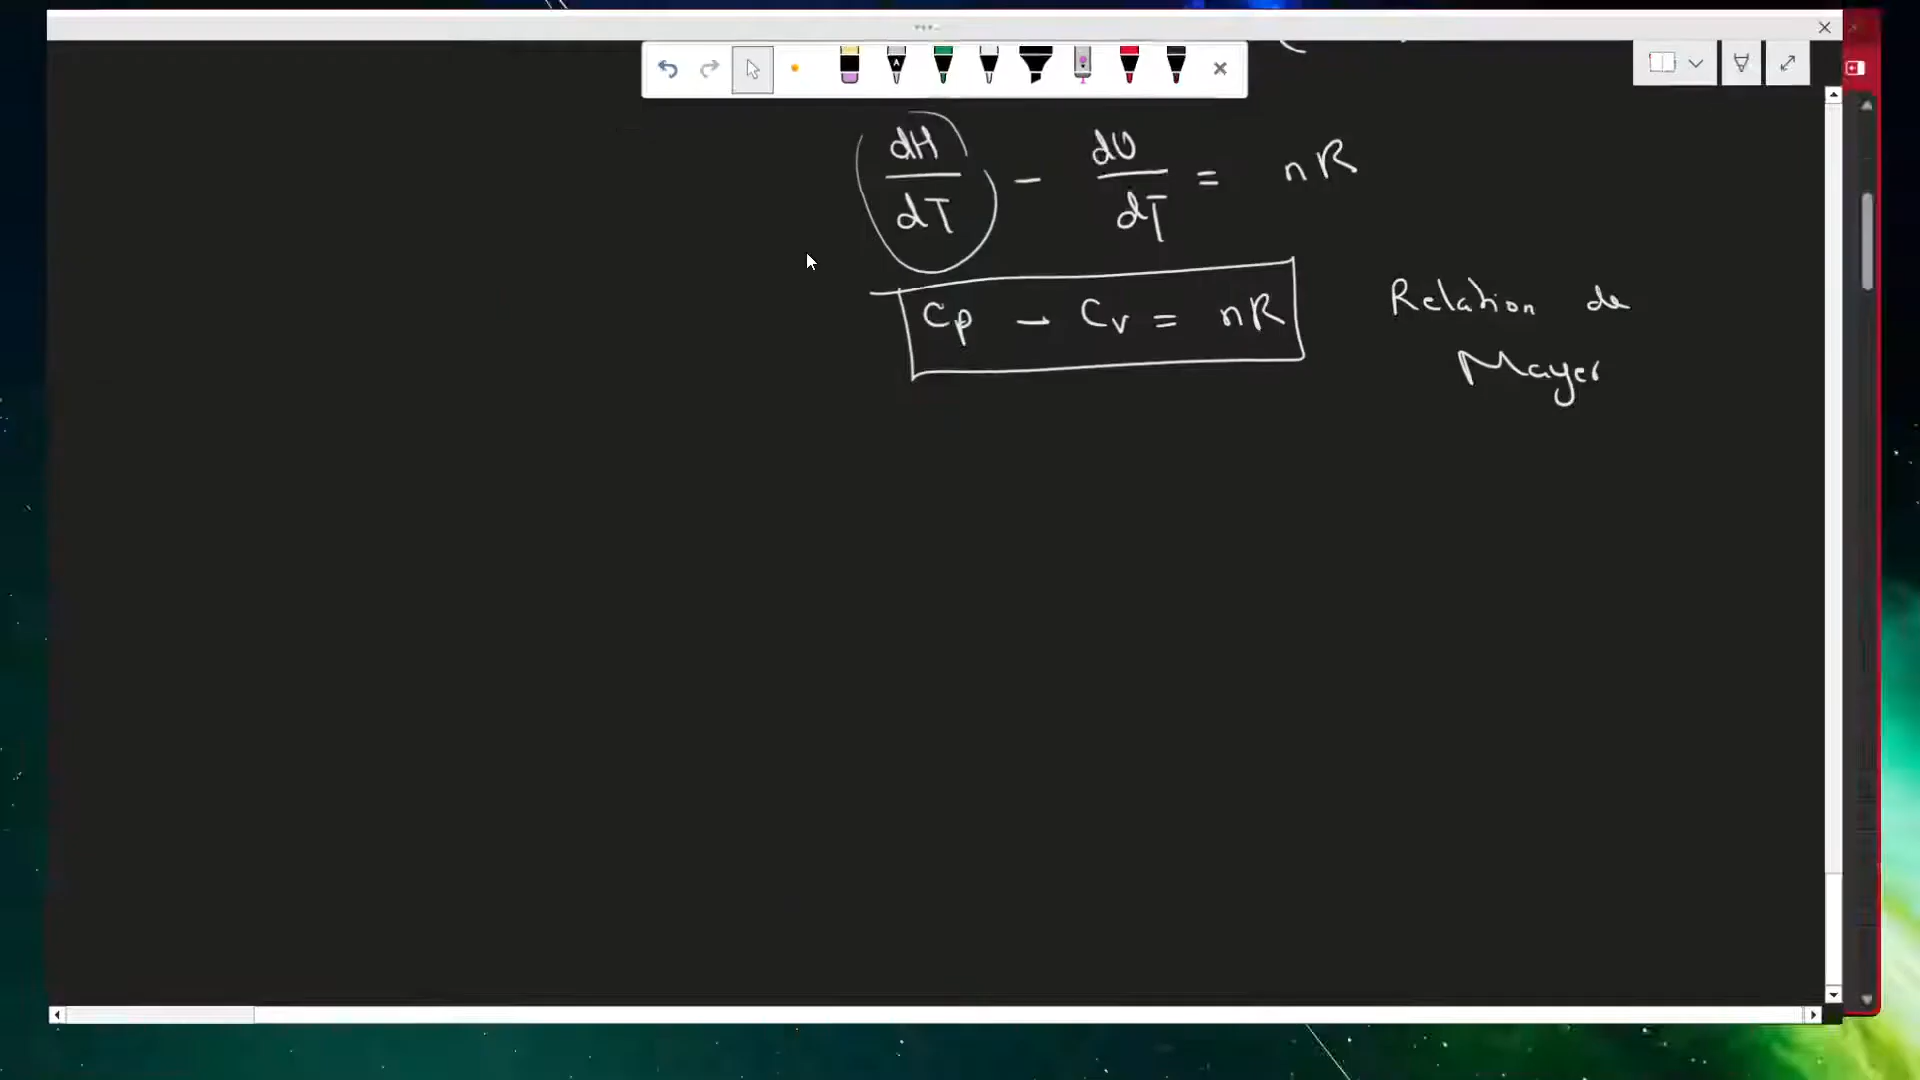 dH/dT - dU/dT = nR
Cp - Cv = nR
Relation de
Mayer